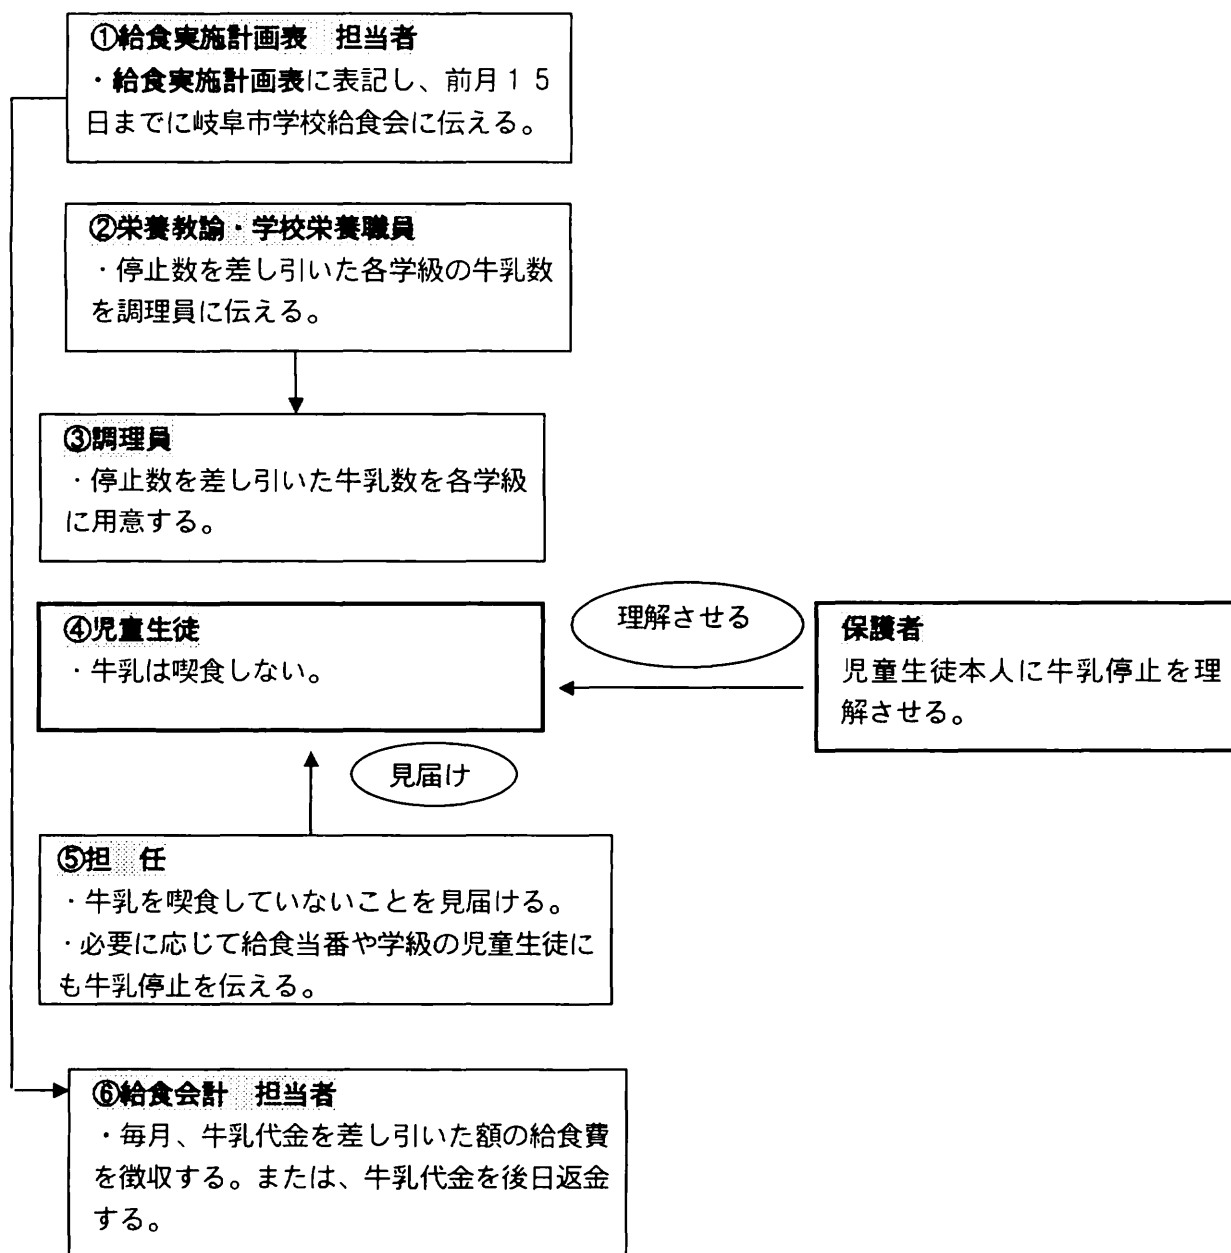 ①給食実施計画表　担当者
・給食実施計画表に表記し、前月１５
日までに岐阜市学校給食会に伝える。
②栄養教諭・学校栄養職員
・停止数を差し引いた各学級の牛乳数
を調理員に伝える。
③調理員
・停止数を差し引いた牛乳数を各学級
に用意する。
④児童生徒
・牛乳は喫食しない。
理解させる
保護者
児童生徒本人に牛乳停止を理
解させる。
見届け
⑤担　任
・牛乳を喫食していないことを見届ける。
・必要に応じて給食当番や学級の児童生徒に
も牛乳停止を伝える。
⑥給食会計　担当者
・毎月、牛乳代金を差し引いた額の給食費
を徴収する。または、牛乳代金を後日返金
する。